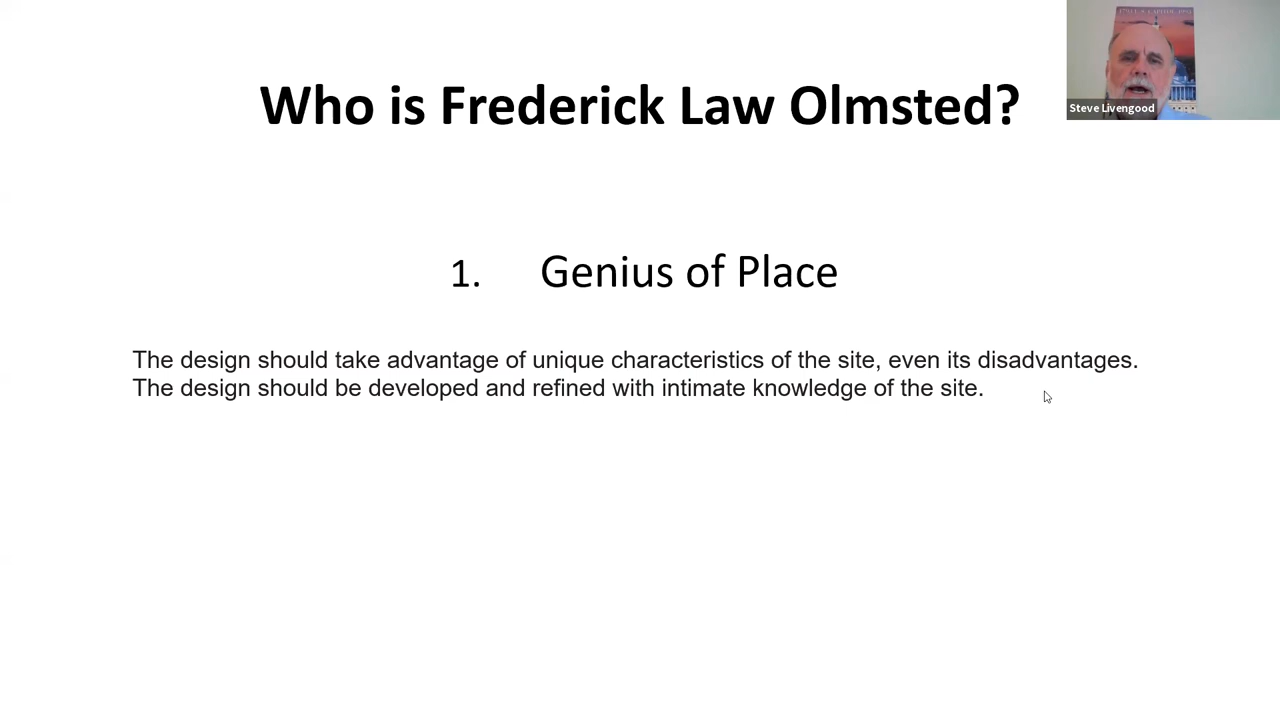 Who is Frederick Law Olmsted?
Steve Livengood
1. Genius of Place
The design should take advantage of unique characteristics of the site, even its disadvantages.
The design should be developed and refined with intimate knowledge of the site.